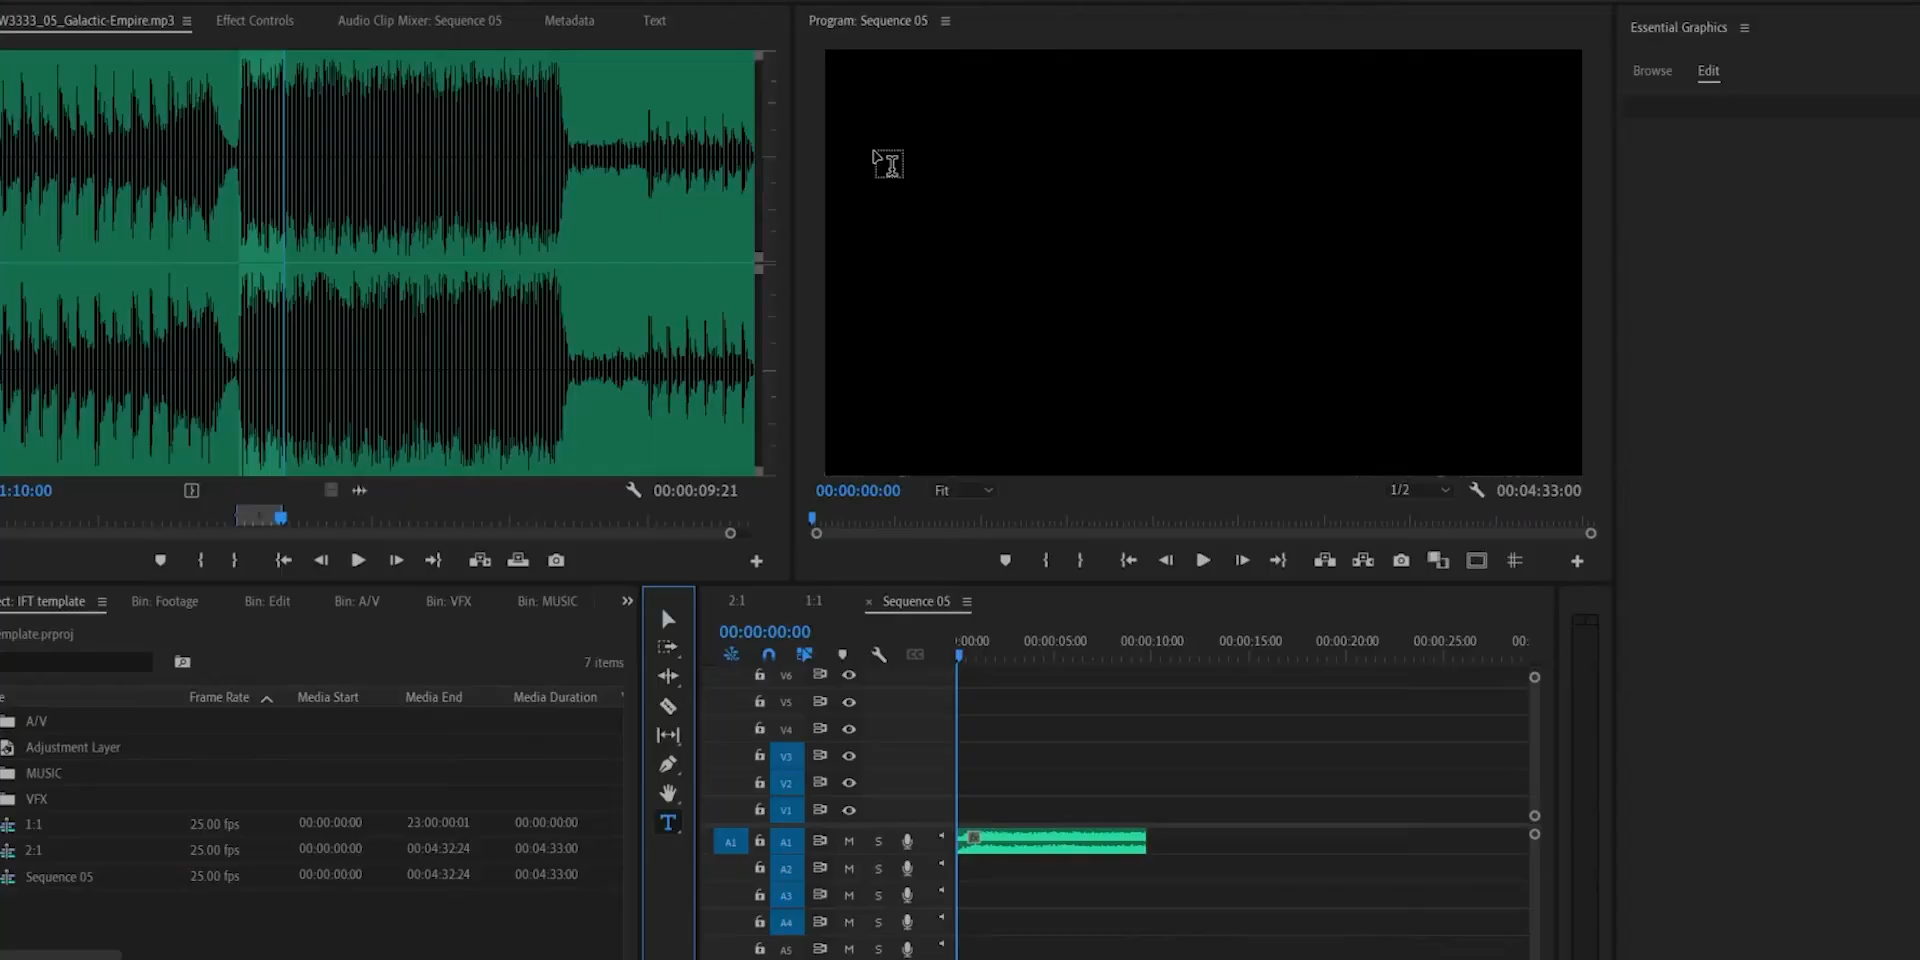 W3333_05_Galactic-Empire.mp3 Effect Controls Audio Clip Mixer: Sequence 05 Metadata Text
Program: Sequence 05
Essential Graphics
Browse Edit
1:10:00 00:00:09:21
00:00:00:00 Fit 1/2 00:04:33:00
ect: IFT template Bin: Footage Bin: Edit Bin: A/V Bin: VFX Bin: MUSIC
emplate.prproj
7 items
e Frame Rate Media Start Media End Media Duration
A/V
Adjustment Layer
MUSIC
VFX
1:1 25.00 fps 00:00:00:00 23:00:00:01 00:00:00:00
2:1 25.00 fps 00:00:00:00 00:04:32:24 00:04:33:00
Sequence 05 25.00 fps 00:00:00:00 00:04:32:24 00:04:33:00
T
2:1 1:1 × Sequence 05
00:00:00:00
:00:00 00:00:05:00 00:00:10:00 00:00:15:00 00:00:20:00 00:00:25:00 00:
CC
V6
V5
V4
V3
V2
V1
A1 A1 M S
A2 M S
A3 M S
A4 M S
A5 M S